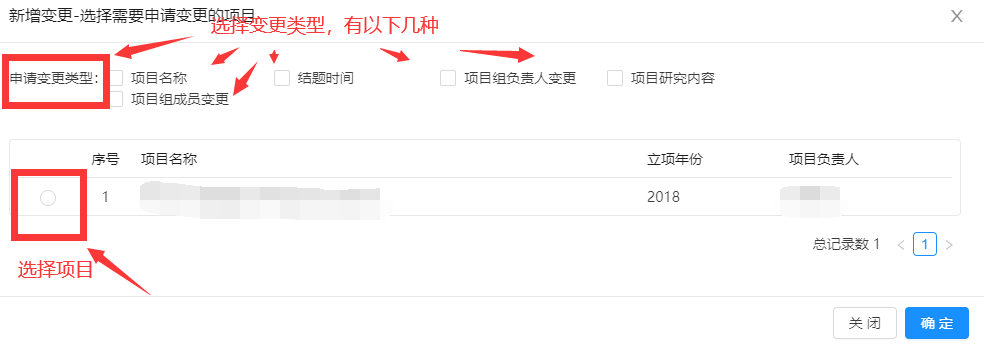 新增变更-选择需要申请变更的项目
选择变更类型，有以下几种
申请变更类型： 项目名称 结题时间 项目组负责人变更 项目研究内容
项目组成员变更
序号 项目名称 立项年份 项目负责人
1 2018
总记录数 1 < 1 >
选择项目
关 闭 确 定